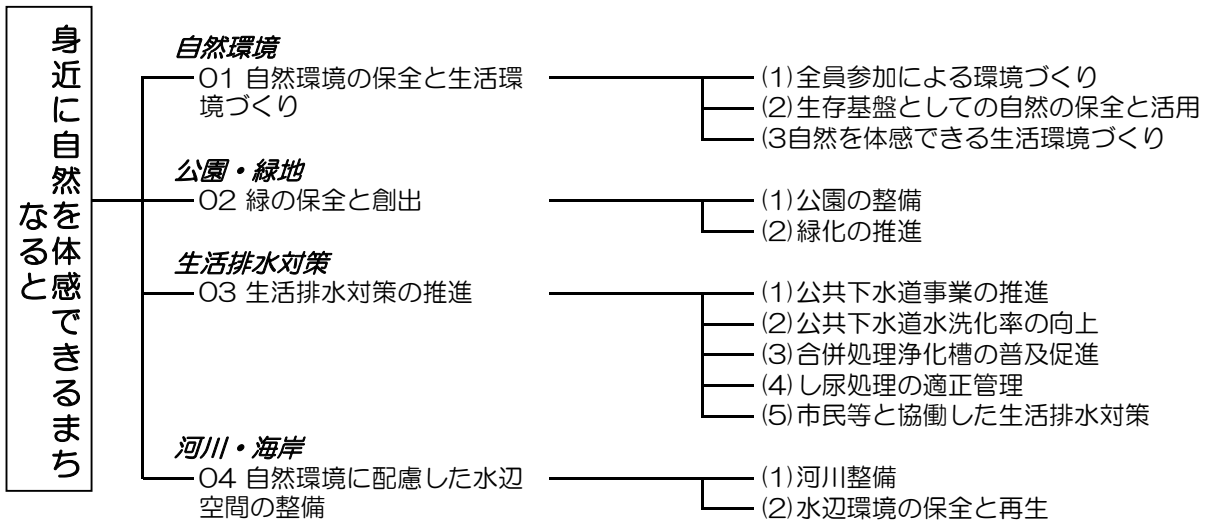 身近に自然を体感できるまち
なると
自然環境
01 自然環境の保全と生活環
境づくり
(1)全員参加による環境づくり
(2)生存基盤としての自然の保全と活用
(3自然を体感できる生活環境づくり
公園・緑地
02 緑の保全と創出
(1)公園の整備
(2)緑化の推進
生活排水対策
03 生活排水対策の推進
(1)公共下水道事業の推進
(2)公共下水道水洗化率の向上
(3)合併処理浄化槽の普及促進
(4)し尿処理の適正管理
(5)市民等と協働した生活排水対策
河川・海岸
04 自然環境に配慮した水辺
空間の整備
(1)河川整備
(2)水辺環境の保全と再生